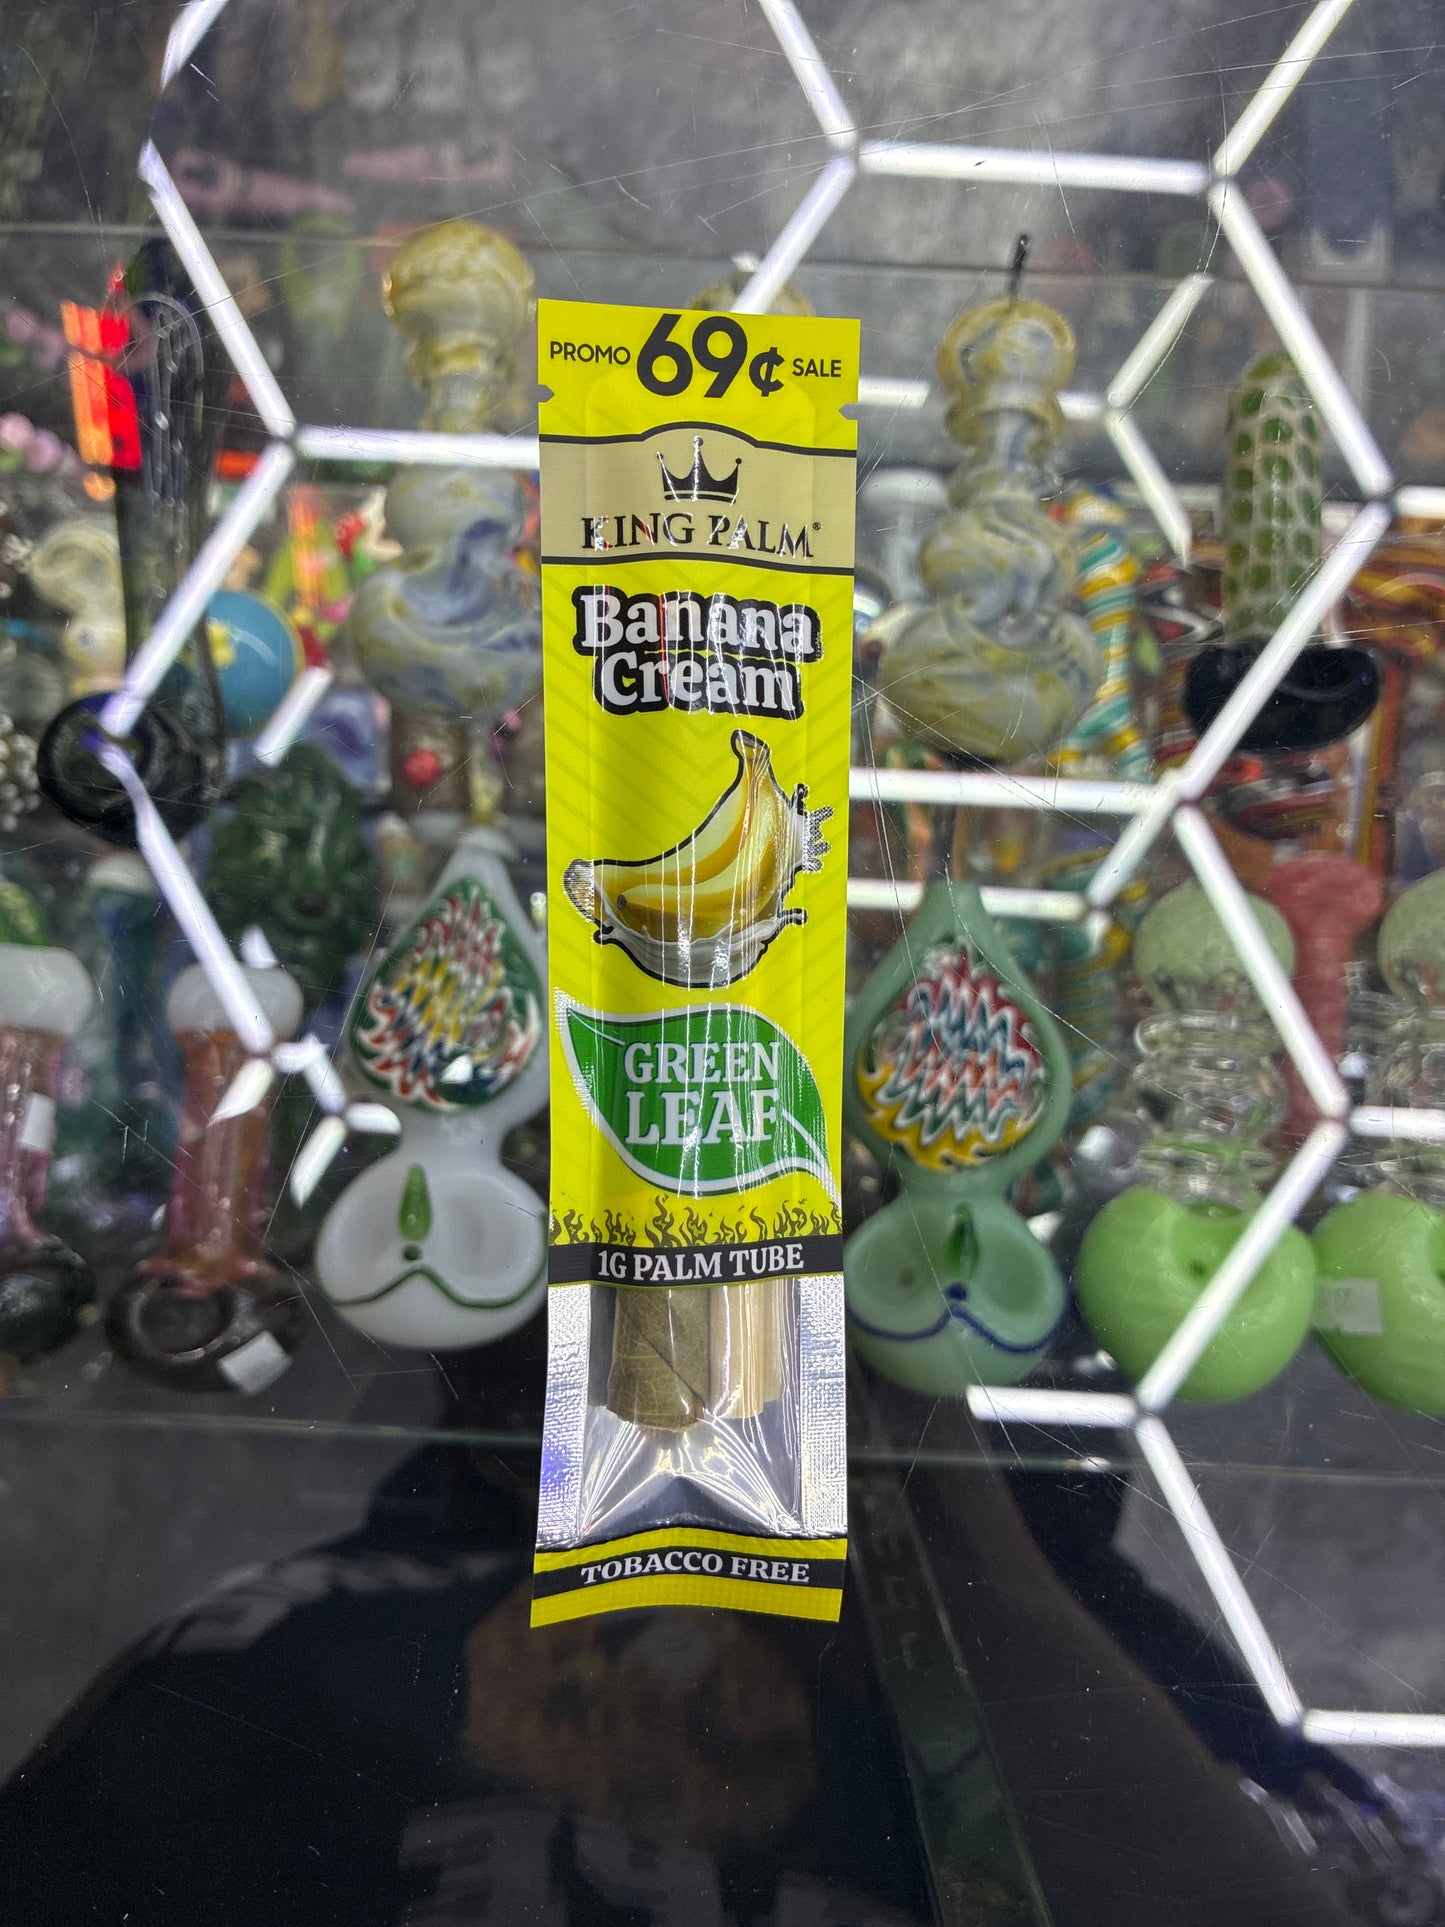 PROMO 69¢ SALE
KING PALM®
Banana
Cream
GREEN
LEAF
1G PALM TUBE
TOBACCO FREE